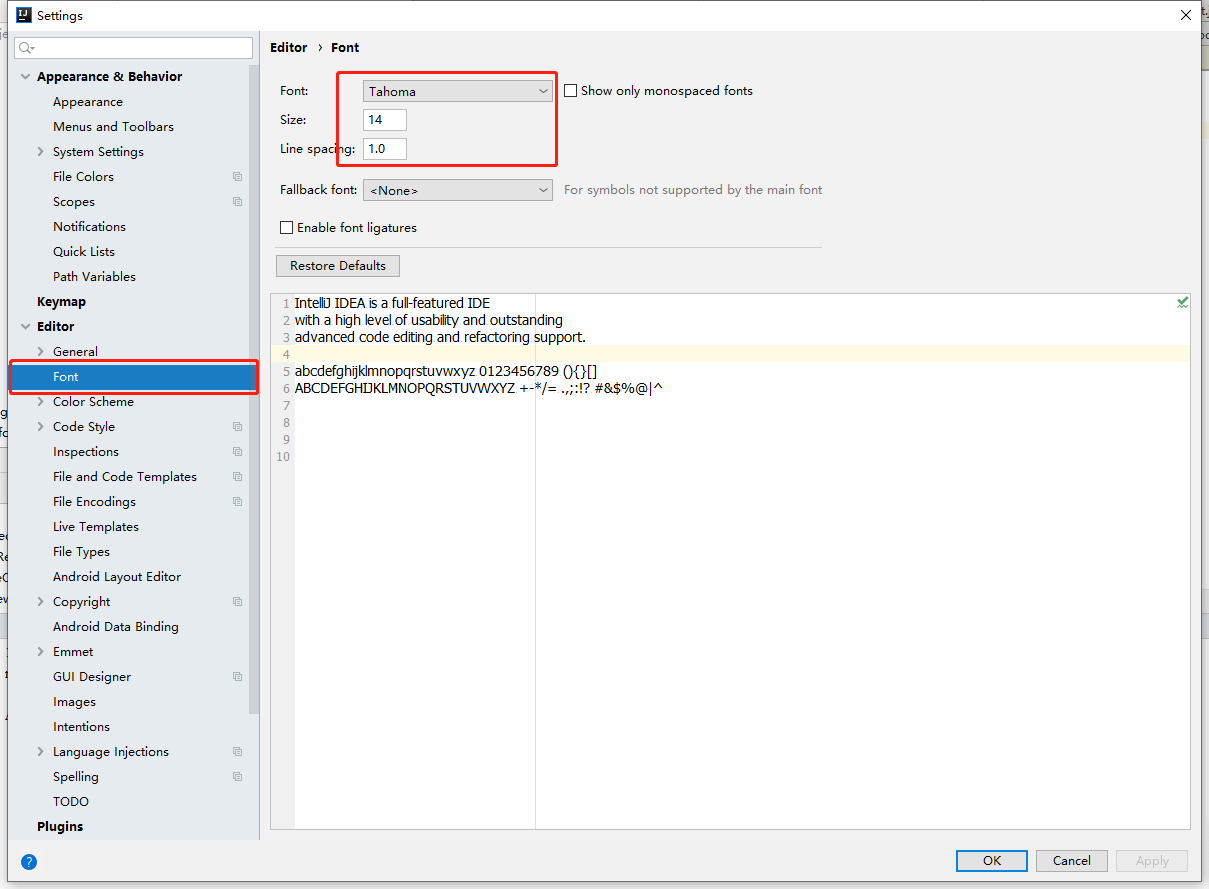 Settings
Editor › Font
Appearance & Behavior
Appearance
Menus and Toolbars
System Settings
File Colors
Scopes
Notifications
Quick Lists
Path Variables
Keymap
Editor
General
Font
Color Scheme
Code Style
Inspections
File and Code Templates
File Encodings
Live Templates
File Types
Android Layout Editor
Copyright
Android Data Binding
Emmet
GUI Designer
Images
Intentions
Language Injections
Spelling
TODO
Plugins
Font: Tahoma Show only monospaced fonts
Size: 14
Line spacing: 1.0
Fallback font: <None> For symbols not supported by the main font
Enable font ligatures
Restore Defaults
1 IntelliJ IDEA is a full-featured IDE
2 with a high level of usability and outstanding
3 advanced code editing and refactoring support.
4
5 abcdefghijklmnopqrstuvwxyz 0123456789 (){}[]
6 ABCDEFGHIJKLMNOPQRSTUVWXYZ +-*/= .,;:!? #&$%@|^
7
8
9
10
? OK Cancel Apply